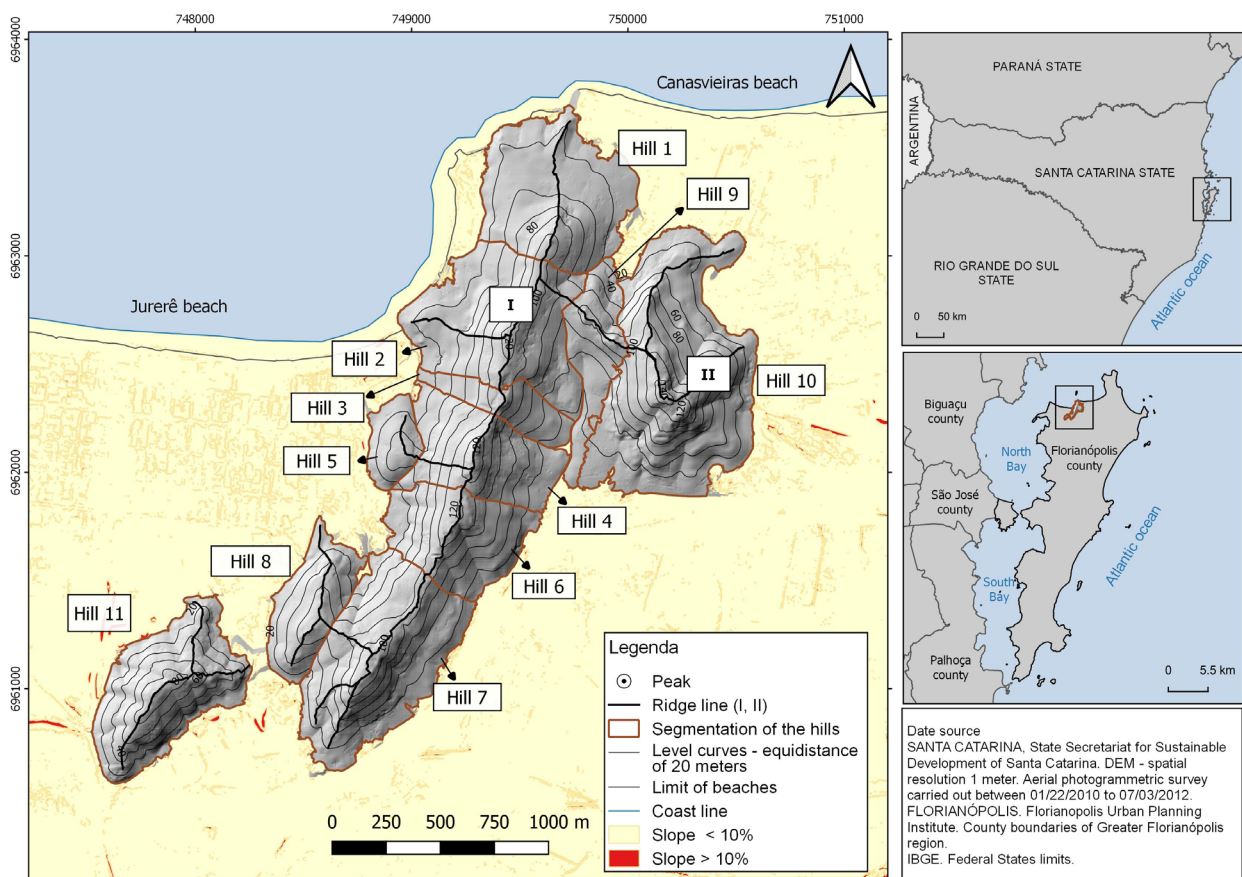 748000
749000
750000
751000
6964000
6963000
6962000
6961000
Canasvieiras beach
Jurerê beach
Hill 1
Hill 9
I
Hill 2
II
Hill 10
Hill 3
Hill 5
Hill 4
Hill 8
Hill 6
Hill 11
Hill 7
80
100
20
40
60
80
100
120
120
120
120
100
20
20
0 250 500 750 1000 m
Legenda
Peak
Ridge line (I, II)
Segmentation of the hills
Level curves - equidistance
of 20 meters
Limit of beaches
Coast line
Slope < 10%
Slope > 10%
PARANÁ STATE
ARGENTINA
SANTA CATARINA STATE
RIO GRANDE DO SUL
STATE
Atlantic ocean
0 50 km
Biguaçu
county
North
Bay
Florianópolis
county
São José
county
South
Bay
Atlantic ocean
Palhoça
county
0 5.5 km
Date source
SANTA CATARINA, State Secretariat for Sustainable
Development of Santa Catarina. DEM - spatial
resolution 1 meter. Aerial photogrammetric survey
carried out between 01/22/2010 to 07/03/2012.
FLORIANÓPOLIS. Florianopolis Urban Planning
Institute. County boundaries of Greater Florianópolis
region.
IBGE. Federal States limits.